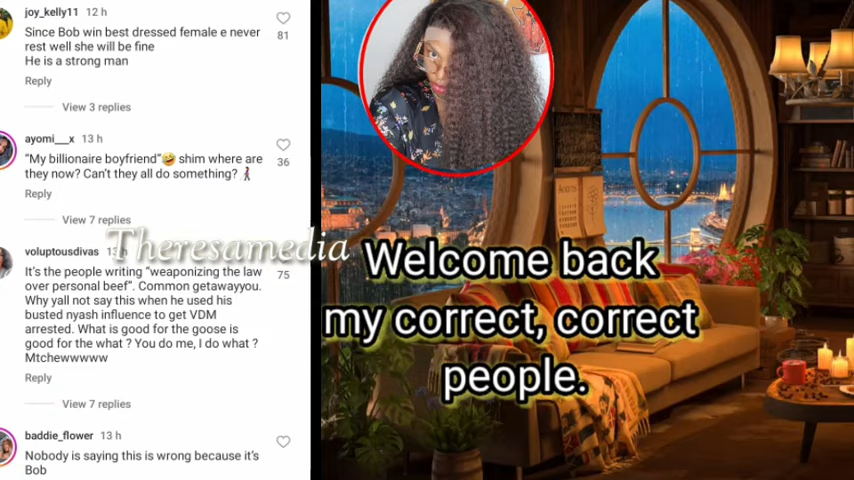 joy_kelly11 12 h
Since Bob win best dressed female e never
rest well she will be fine
He is a strong man
81
Reply
View 3 replies
ayomi___x 13 h
“My billionaire boyfriend”🤣 shim where are
they now? Can’t they all do something? 🚶
36
Reply
View 7 replies
voluptousdivas 13 h
It’s the people writing “weaponizing the law
over personal beef”. Common getawayyou.
Why yall not say this when he used his
busted nyash influence to get VDM
arrested. What is good for the goose is
good for the what ? You do me, I do what ?
Mtchewwwww
75
Reply
View 7 replies
baddie_flower 13 h
Nobody is saying this is wrong because it’s
Bob
Theresamedia
Welcome back
my correct, correct
people.